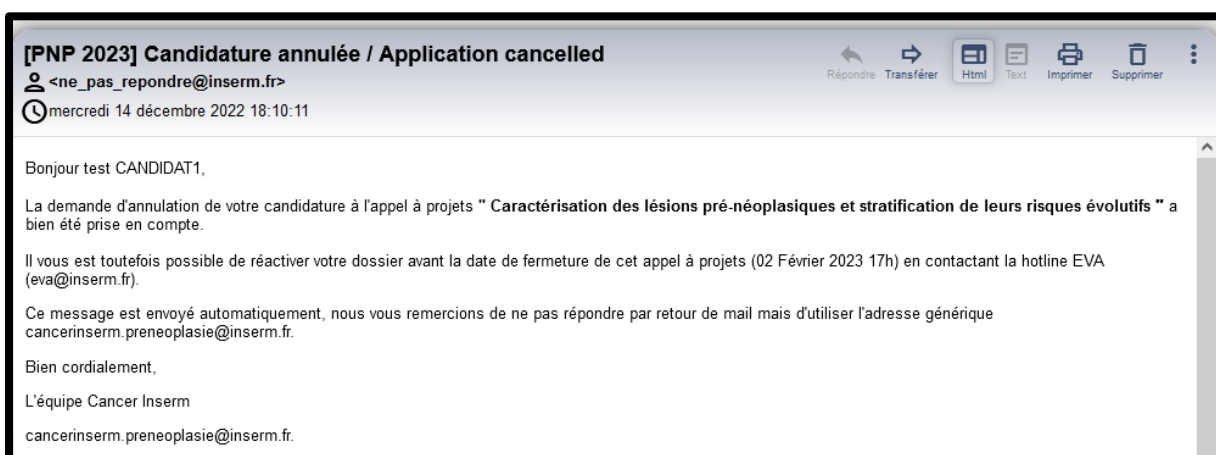 [PNP 2023] Candidature annulée / Application cancelled
<ne_pas_repondre@inserm.fr>
mercredi 14 décembre 2022 18:10:11
Répondre Transférer Html Text Imprimer Supprimer
Bonjour test CANDIDAT1,
La demande d'annulation de votre candidature à l'appel à projets " Caractérisation des lésions pré-néoplasiques et stratification de leurs risques évolutifs " a
bien été prise en compte.
Il vous est toutefois possible de réactiver votre dossier avant la date de fermeture de cet appel à projets (02 Février 2023 17h) en contactant la hotline EVA
(eva@inserm.fr).
Ce message est envoyé automatiquement, nous vous remercions de ne pas répondre par retour de mail mais d'utiliser l'adresse générique
cancerinserm.preneoplasie@inserm.fr.
Bien cordialement,
L'équipe Cancer Inserm
cancerinserm.preneoplasie@inserm.fr.